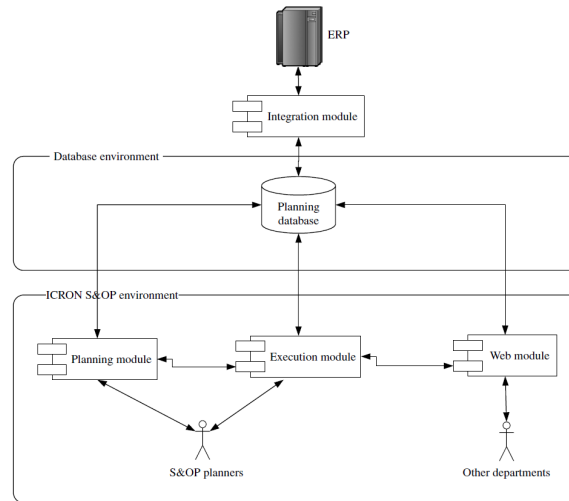 ERP
Integration module
Database environment
Planning
database
ICRON S&OP environment
Planning module
Execution module
Web module
S&OP planners
Other departments